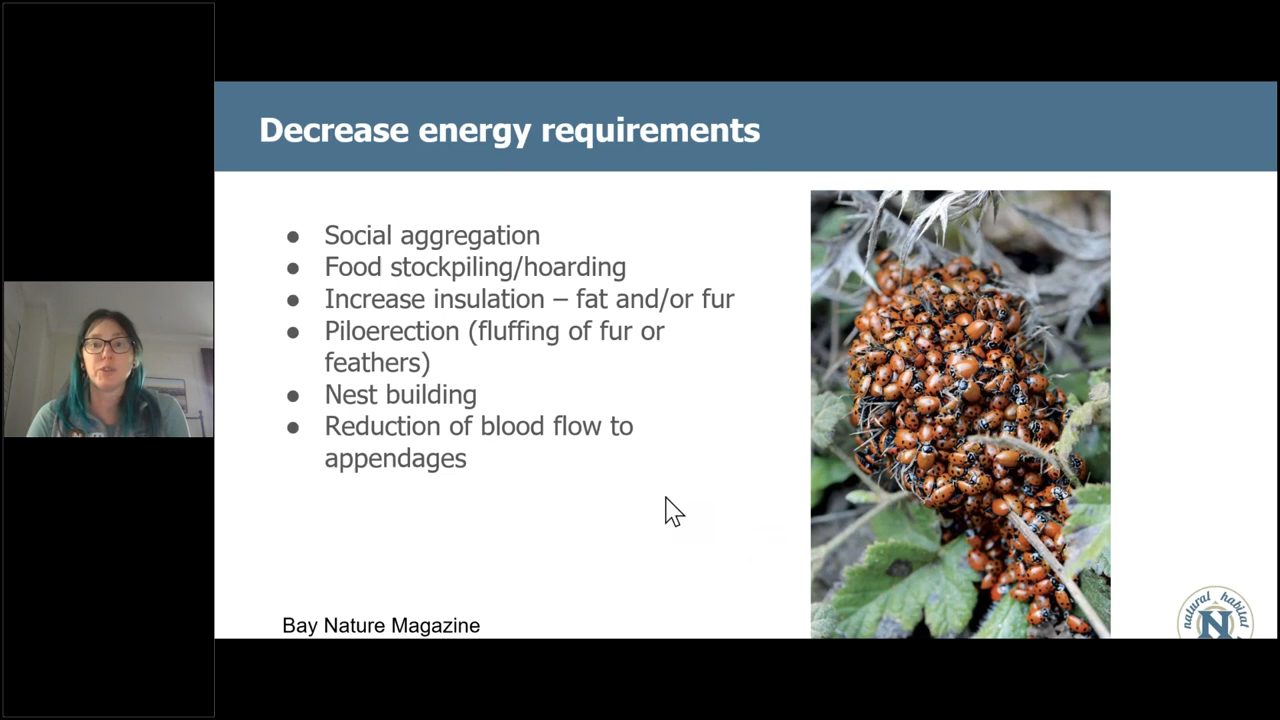 Decrease energy requirements
● Social aggregation
● Food stockpiling/hoarding
● Increase insulation – fat and/or fur
● Piloerection (fluffing of fur or
feathers)
● Nest building
● Reduction of blood flow to
appendages
Bay Nature Magazine
natural habitat
N